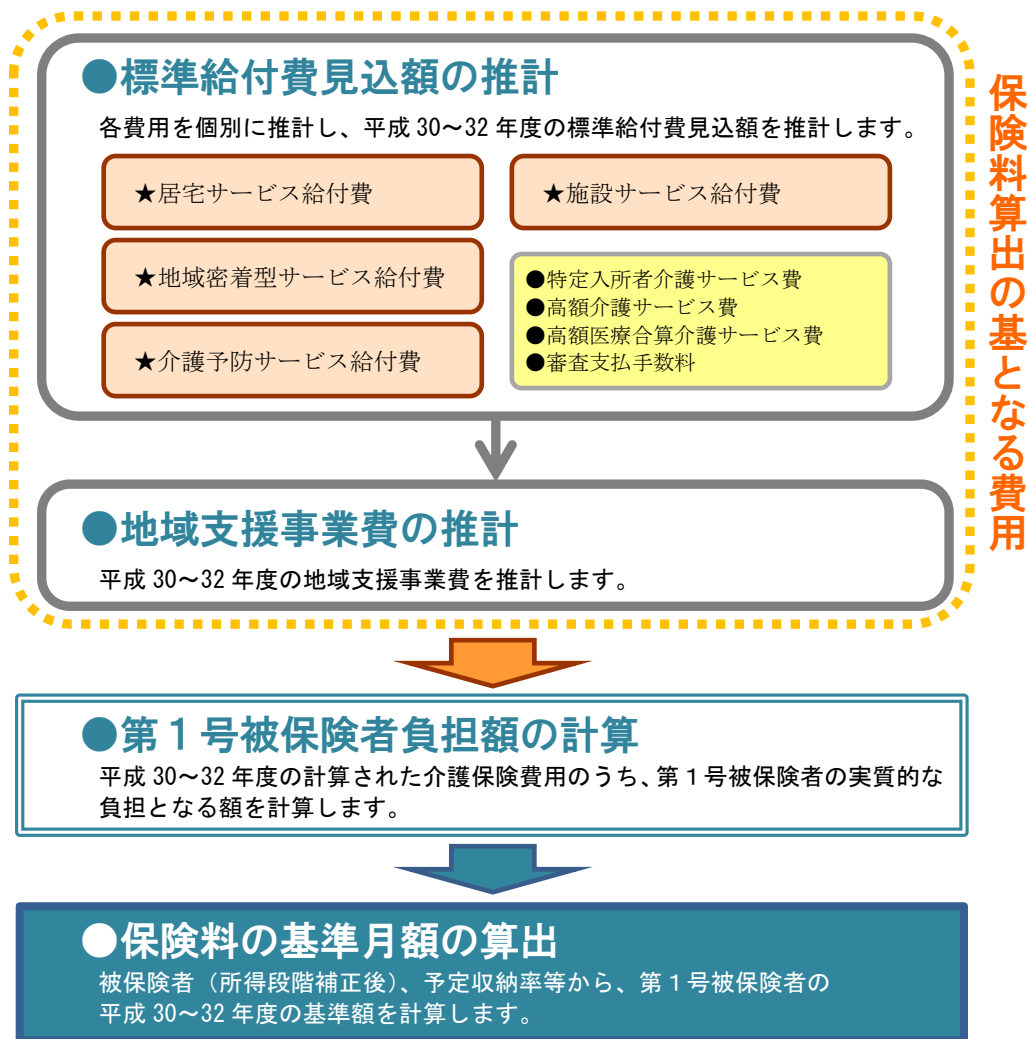 ●標準給付費見込額の推計
各費用を個別に推計し、平成 30～32 年度の標準給付費見込額を推計します。
★居宅サービス給付費
★施設サービス給付費
★地域密着型サービス給付費
★介護予防サービス給付費
●特定入所者介護サービス費
●高額介護サービス費
●高額医療合算介護サービス費
●審査支払手数料
保険料算出の基となる費用
●地域支援事業費の推計
平成 30～32 年度の地域支援事業費を推計します。
●第１号被保険者負担額の計算
平成 30～32 年度の計算された介護保険費用のうち、第１号被保険者の実質的な
負担となる額を計算します。
●保険料の基準月額の算出
被保険者（所得段階補正後）、予定収納率等から、第１号被保険者の
平成 30～32 年度の基準額を計算します。